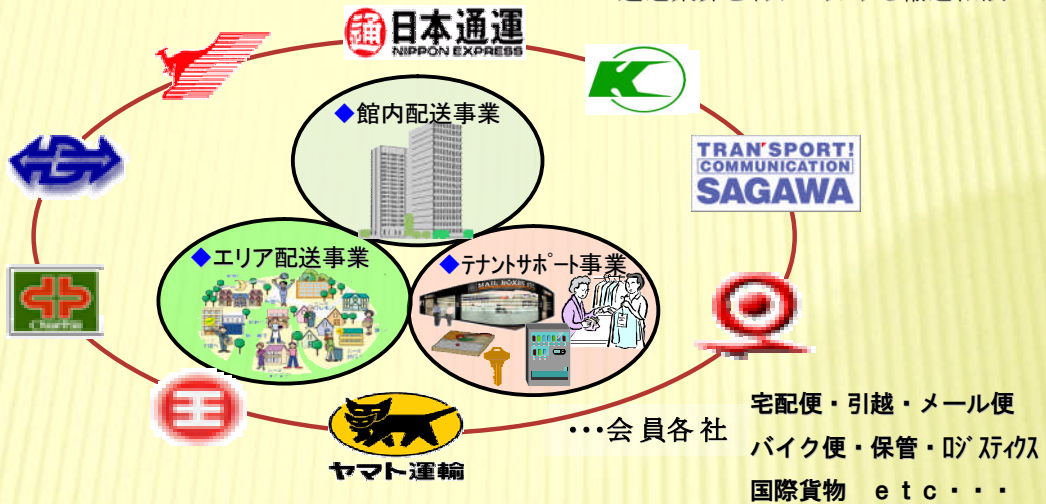 日本通運
NIPPON EXPRESS
◆館内配送事業
TRAN'SPORT!
COMMUNICATION
SAGAWA
◆エリア配送事業
◆ﾃﾅﾝﾄｻﾎﾟｰﾄ事業
MAIL BOXES
ヤマト運輸
・・・会員各社
宅配便・引越・メール便
バイク便・保管・ﾛｼﾞｽﾃｨｸｽ
国際貨物 ｅｔｃ・・・